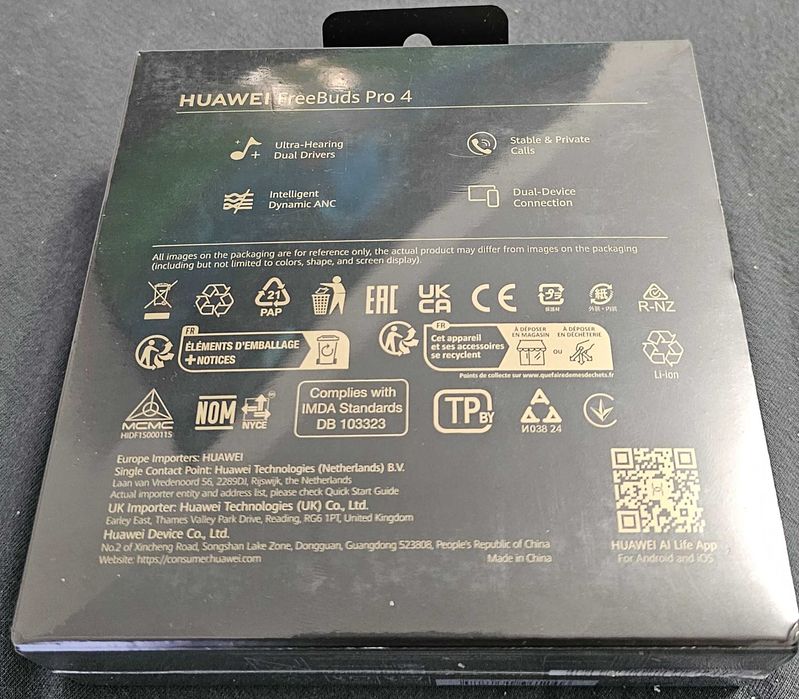 HUAWEI FreeBuds Pro 4
Ultra-Hearing
Dual Drivers
Stable & Private
Calls
Intelligent
Dynamic ANC
Dual-Device
Connection
All images on the packaging are for reference only, the actual product may differ from images on the packaging
(including but not limited to colors, shape, and screen display).
21
PAP
EAC
UK
CA
CE
R-NZ
FR
ÉLÉMENTS D'EMBALLAGE
+NOTICES
FR
Cet appareil
et ses accessoires
se recyclent
À DÉPOSER
EN MAGASIN
OU
À DÉPOSER
EN DÉCHÈTERIE
Points de collecte sur www.quefairedemesdechets.fr
Li-ion
MCMC
HIDF15000115
NOM
NYCE
Complies with
IMDA Standards
DB 103323
TP BY
И038 24
Europe Importers: HUAWEI
Single Contact Point: Huawei Technologies (Netherlands) B.V.
Laan van Vredenoord 56, 2289DJ, Rijswijk, the Netherlands
Actual importer entity and address list, please check Quick Start Guide
UK Importer: Huawei Technologies (UK) Co., Ltd.
Earley East, Thames Valley Park Drive, Reading, RG6 1PT, United Kingdom
Huawei Device Co., Ltd.
No.2 of Xincheng Road, Songshan Lake Zone, Dongguan, Guangdong 523808, People's Republic of China
Website: https://consumer.huawei.com
Made in China
HUAWEI AI Life App
For Android and iOS